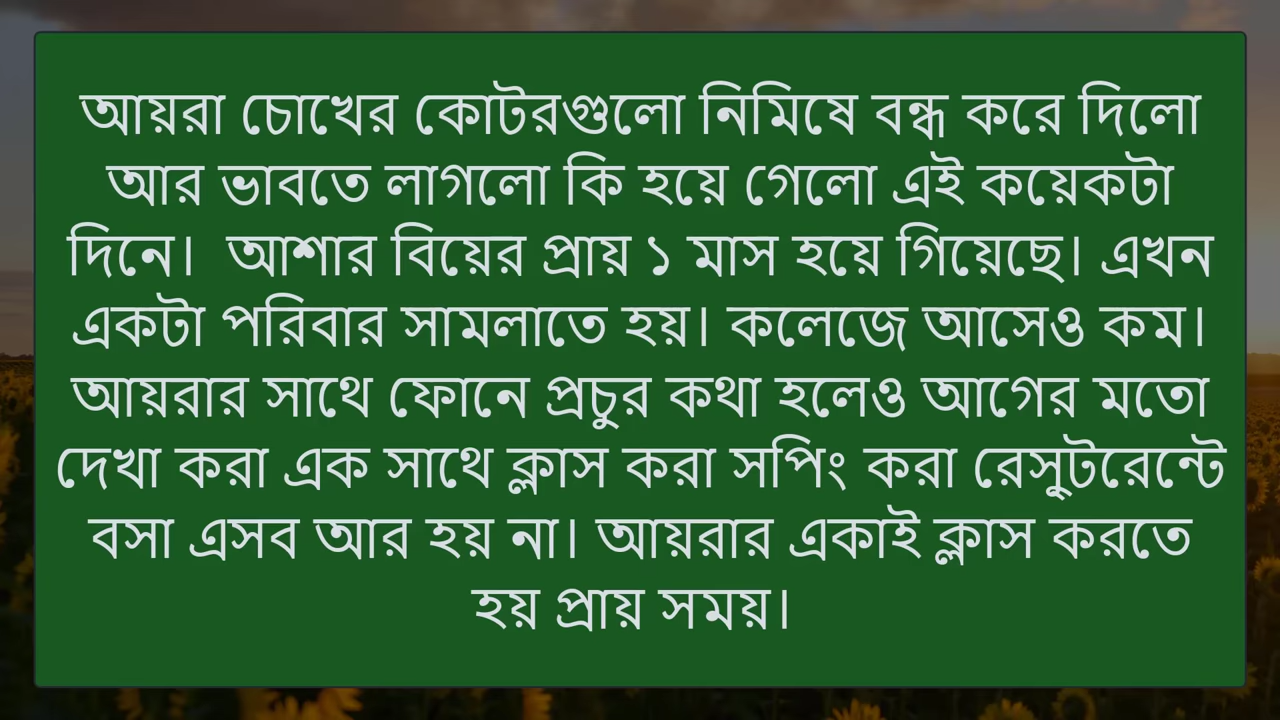 আয়রা চোখের কোটরগুলো নিমিষে বন্ধ করে দিলো
আর ভাবতে লাগলো কি হয়ে গেলো এই কয়েকটা
দিনে। আশার বিয়ের প্রায় ১ মাস হয়ে গিয়েছে। এখন
একটা পরিবার সামলাতে হয়। কলেজে আসেও কম।
আয়রার সাথে ফোনে প্রচুর কথা হলেও আগের মতো
দেখা করা এক সাথে ক্লাস করা সপিং করা রেসু্টরেন্টে
বসা এসব আর হয় না। আয়রার একাই ক্লাস করতে
হয় প্রায় সময়।